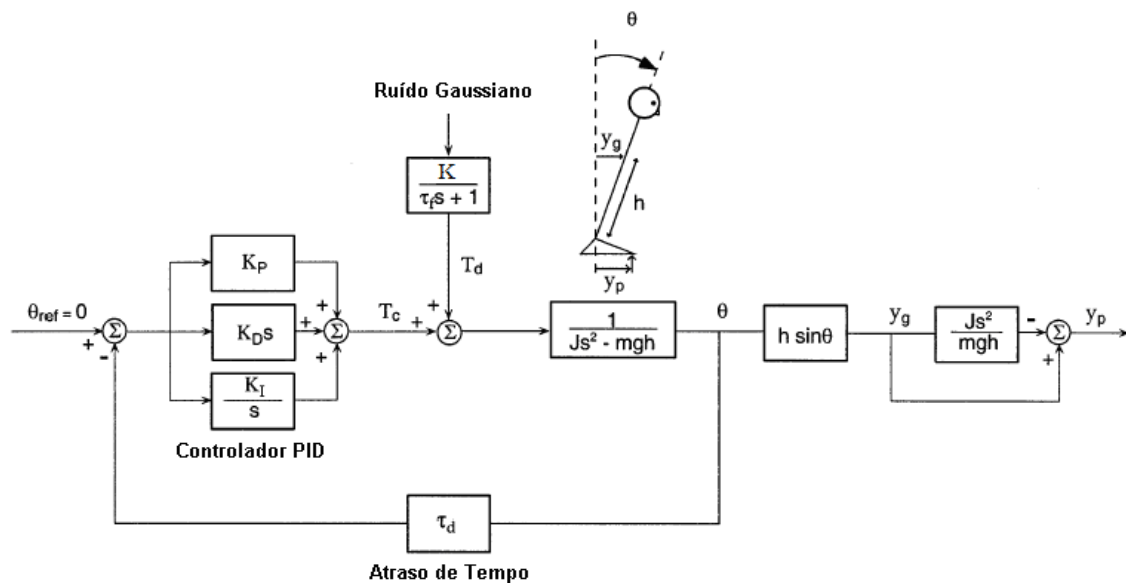 θ
Ruído Gaussiano
y_g
K
τ_f s + 1
h
T_d
y_p
K_P
θ_ref = 0
+
-
Σ
K_D s
+
+
+
Σ
T_c
+
+
Σ
1
Js² - mgh
θ
h sinθ
y_g
Js²
mgh
-
+
Σ
y_p
K_I
s
Controlador PID
τ_d
Atraso de Tempo